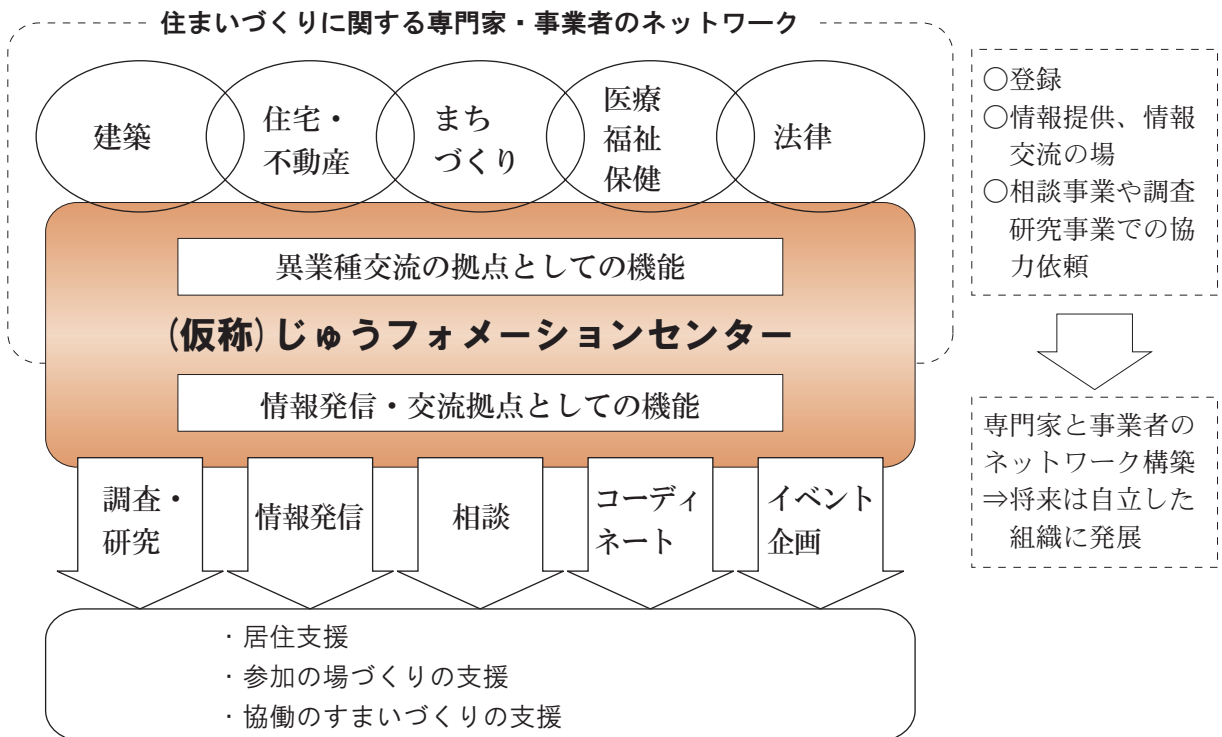 住まいづくりに関する専門家・事業者のネットワーク
建築
住宅・
不動産
まち
づくり
医療
福祉
保健
法律
異業種交流の拠点としての機能
(仮称)じゅうフォメーションセンター
情報発信・交流拠点としての機能
調査・
研究
情報発信
相談
コーディ
ネート
イベント
企画
・居住支援
・参加の場づくりの支援
・協働のすまいづくりの支援
○登録
○情報提供、情報
交流の場
○相談事業や調査
研究事業での協
力依頼
専門家と事業者の
ネットワーク構築
⇒将来は自立した
組織に発展